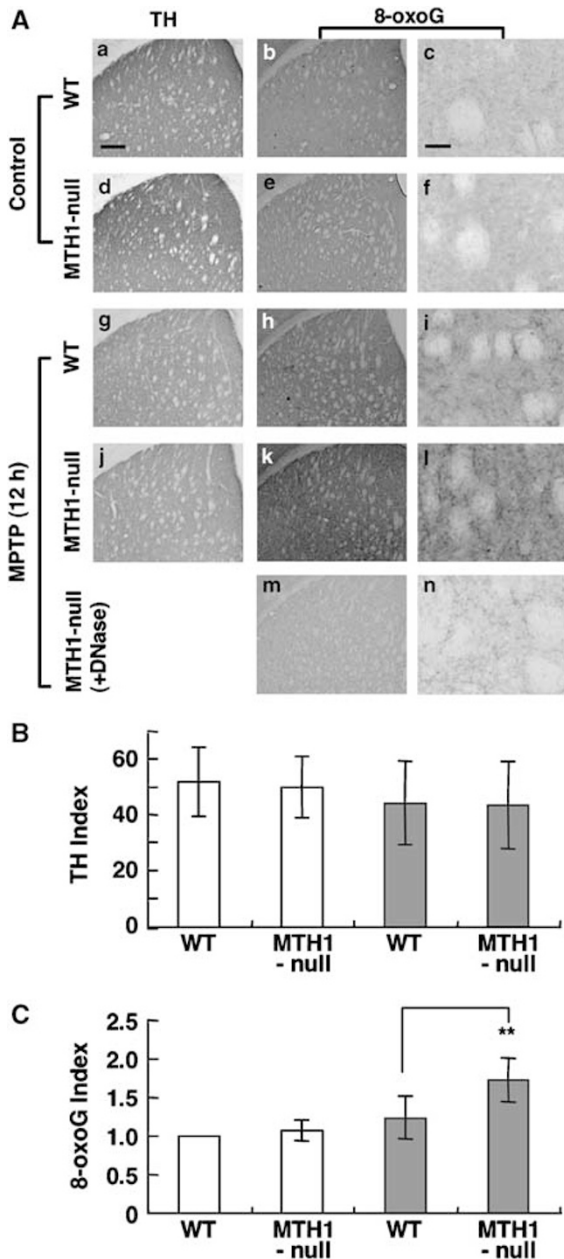 A
TH
8-oxoG
Control
WT
a
b
c
MTH1-null
d
e
f
MPTP (12 h)
WT
g
h
i
MTH1-null
j
k
l
MTH1-null
(+DNase)
m
n
B
TH Index
60
40
20
0
WT
MTH1
- null
WT
MTH1
- null
C
8-oxoG Index
2.5
2.0
1.5
1.0
0.5
0
**
WT
MTH1
- null
WT
MTH1
- null